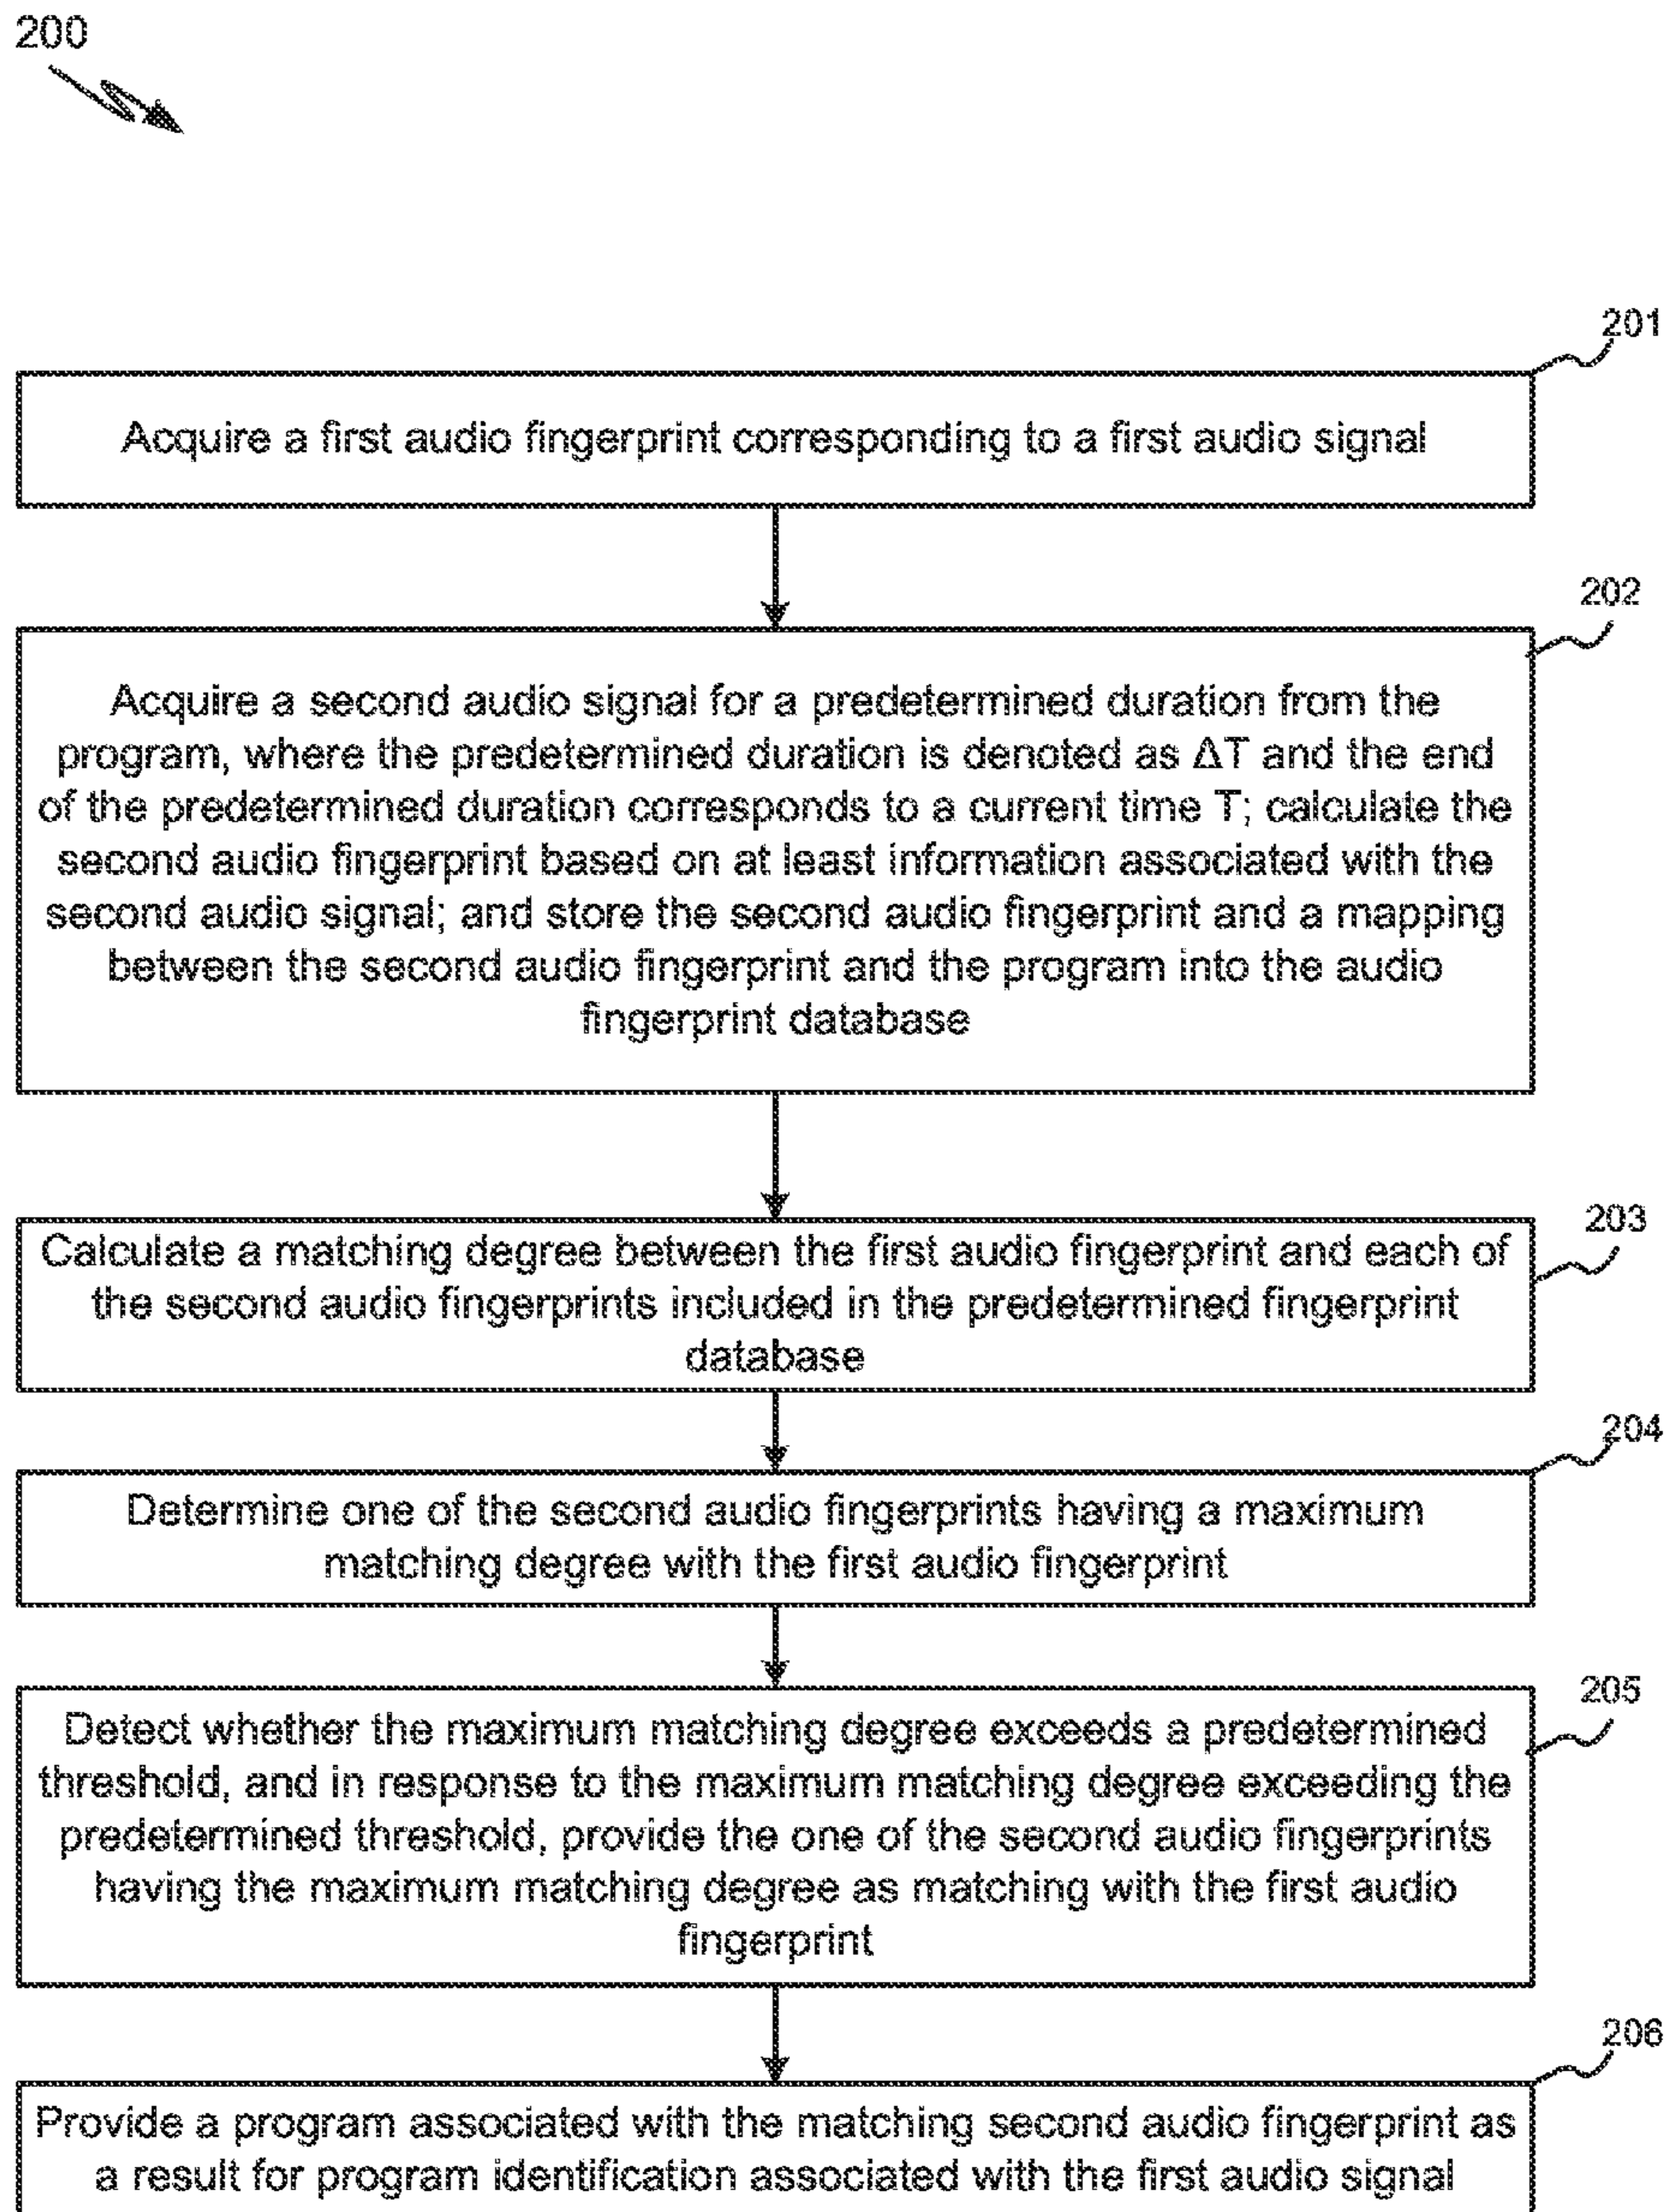 200
201
Acquire a first audio fingerprint corresponding to a first audio signal
202
Acquire a second audio signal for a predetermined duration from the
program, where the predetermined duration is denoted as ΔT and the end
of the predetermined duration corresponds to a current time T; calculate the
second audio fingerprint based on at least information associated with the
second audio signal; and store the second audio fingerprint and a mapping
between the second audio fingerprint and the program into the audio
fingerprint database
203
Calculate a matching degree between the first audio fingerprint and each of
the second audio fingerprints included in the predetermined fingerprint
database
204
Determine one of the second audio fingerprints having a maximum
matching degree with the first audio fingerprint
205
Detect whether the maximum matching degree exceeds a predetermined
threshold, and in response to the maximum matching degree exceeding the
predetermined threshold, provide the one of the second audio fingerprints
having the maximum matching degree as matching with the first audio
fingerprint
206
Provide a program associated with the matching second audio fingerprint as
a result for program identification associated with the first audio signal